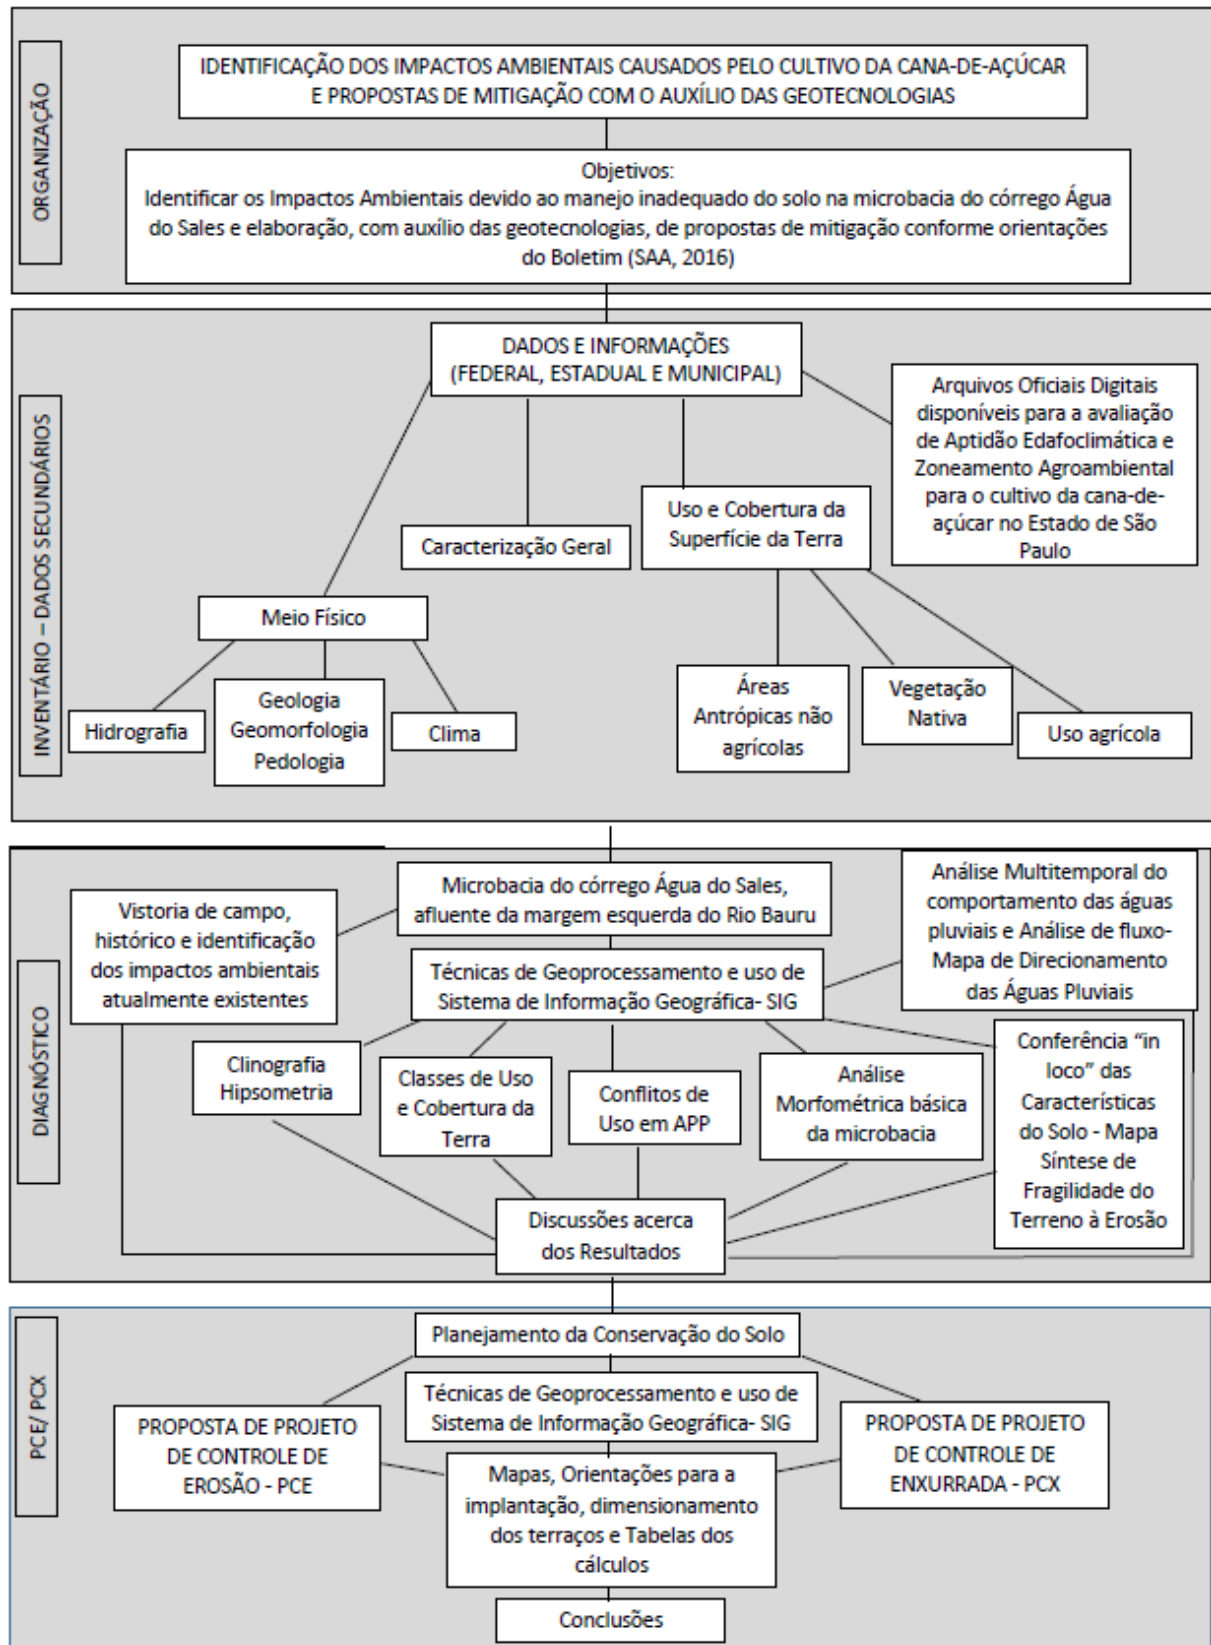 ORGANIZAÇÃO
IDENTIFICAÇÃO DOS IMPACTOS AMBIENTAIS CAUSADOS PELO CULTIVO DA CANA-DE-AÇÚCAR
E PROPOSTAS DE MITIGAÇÃO COM O AUXÍLIO DAS GEOTECNOLOGIAS
Objetivos:
Identificar os Impactos Ambientais devido ao manejo inadequado do solo na microbacia do córrego Água
do Sales e elaboração, com auxílio das geotecnologias, de propostas de mitigação conforme orientações
do Boletim (SAA, 2016)
INVENTÁRIO – DADOS SECUNDÁRIOS
DADOS E INFORMAÇÕES
(FEDERAL, ESTADUAL E MUNICIPAL)
Arquivos Oficiais Digitais
disponíveis para a avaliação
de Aptidão Edafoclimática e
Zoneamento Agroambiental
para o cultivo da cana-de-
açúcar no Estado de São
Paulo
Caracterização Geral
Uso e Cobertura da
Superfície da Terra
Meio Físico
Hidrografia
Geologia
Geomorfologia
Pedologia
Clima
Áreas
Antrópicas não
agrícolas
Vegetação
Nativa
Uso agrícola
DIAGNÓSTICO
Vistoria de campo,
histórico e identificação
dos impactos ambientais
atualmente existentes
Microbacia do córrego Água do Sales,
afluente da margem esquerda do Rio Bauru
Análise Multitemporal do
comportamento das águas
pluviais e Análise de fluxo-
Mapa de Direcionamento
das Águas Pluviais
Técnicas de Geoprocessamento e uso de
Sistema de Informação Geográfica- SIG
Clinografia
Hipsometria
Classes de Uso
e Cobertura da
Terra
Conflitos de
Uso em APP
Análise
Morfométrica básica
da microbacia
Conferência “in
loco” das
Características
do Solo - Mapa
Síntese de
Fragilidade do
Terreno à Erosão
Discussões acerca
dos Resultados
PCE/ PCX
Planejamento da Conservação do Solo
Técnicas de Geoprocessamento e uso de
Sistema de Informação Geográfica- SIG
PROPOSTA DE PROJETO
DE CONTROLE DE
EROSÃO - PCE
PROPOSTA DE PROJETO
DE CONTROLE DE
ENXURRADA - PCX
Mapas, Orientações para a
implantação, dimensionamento
dos terraços e Tabelas dos
cálculos
Conclusões